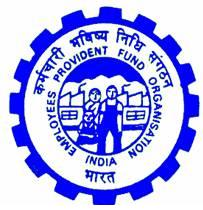 कर्मचारी भविष्य निधि संगठन
EMPLOYEES PROVIDENT FUND ORGANISATION
INDIA
भारत